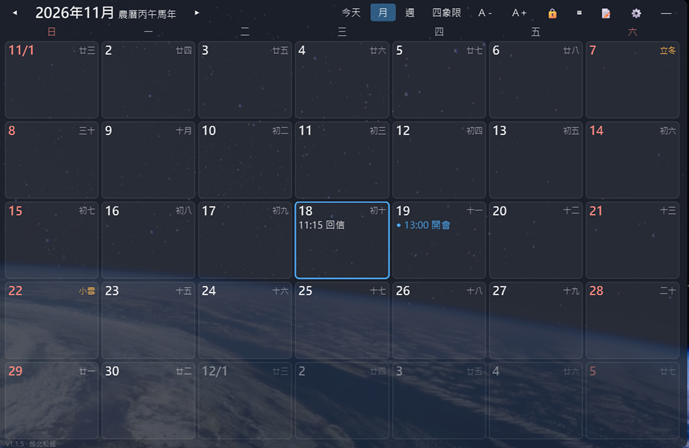 ◂ 2026年11月 農曆丙午馬年 ▸ 今天 月 週 四象限 A - A +
日 一 二 三 四 五 六
11/1 廿三 2 廿四 3 廿五 4 廿六 5 廿七 6 廿八 7 立冬
8 三十 9 十月 10 初二 11 初三 12 初四 13 初五 14 初六
15 初七 16 初八 17 初九 18 初十 19 十一 20 十二 21 十三
11:15 回信 • 13:00 開會
22 小雪 23 十五 24 十六 25 十七 26 十八 27 十九 28 二十
29 廿一 30 廿二 12/1 廿三 2 廿四 3 廿五 4 廿六 5 廿七
V1.1.5